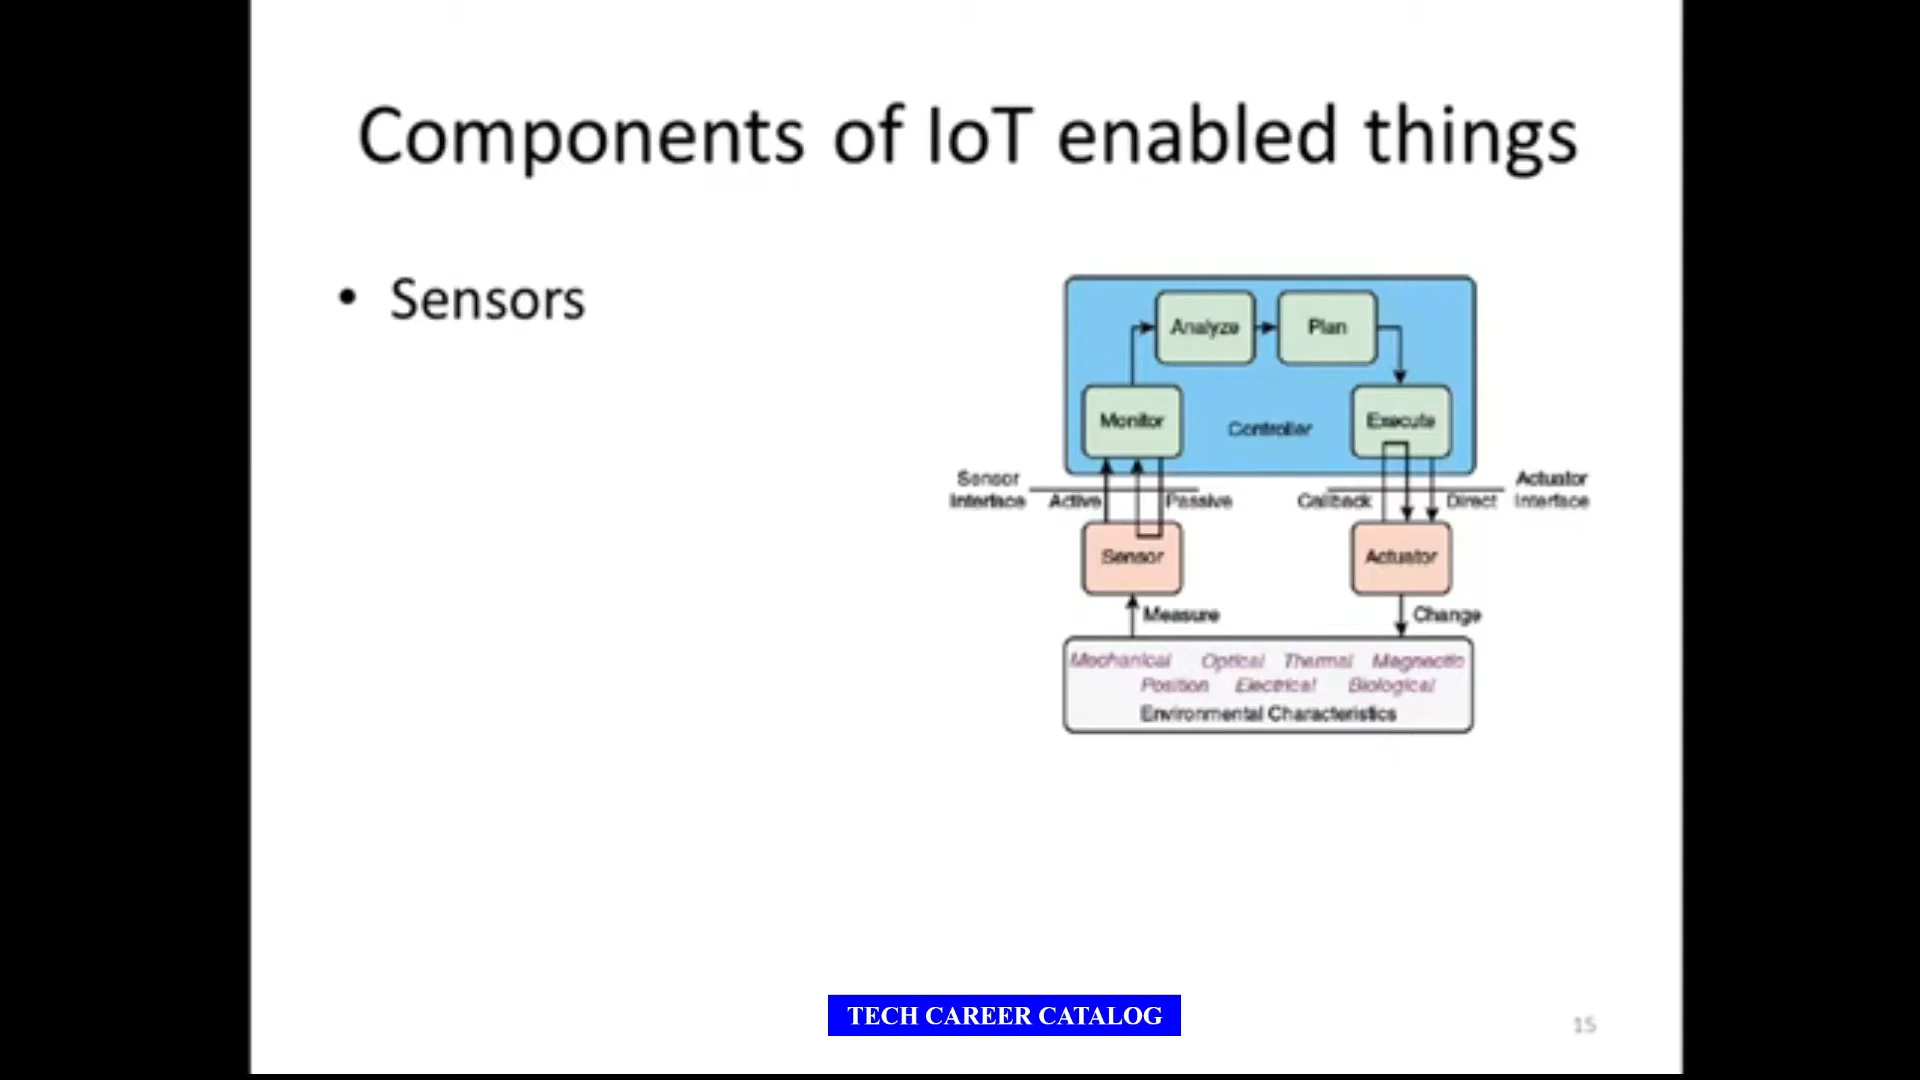 Components of IoT enabled things
• Sensors
Analyze
Plan
Monitor
Controller
Execute
Sensor
Interface
Active
Passive
Callback
Direct
Actuator
Interface
Sensor
Actuator
Measure
Change
Mechanical Optical Thermal Magnetic
Position Electrical Biological
Environmental Characteristics
TECH CAREER CATALOG
15